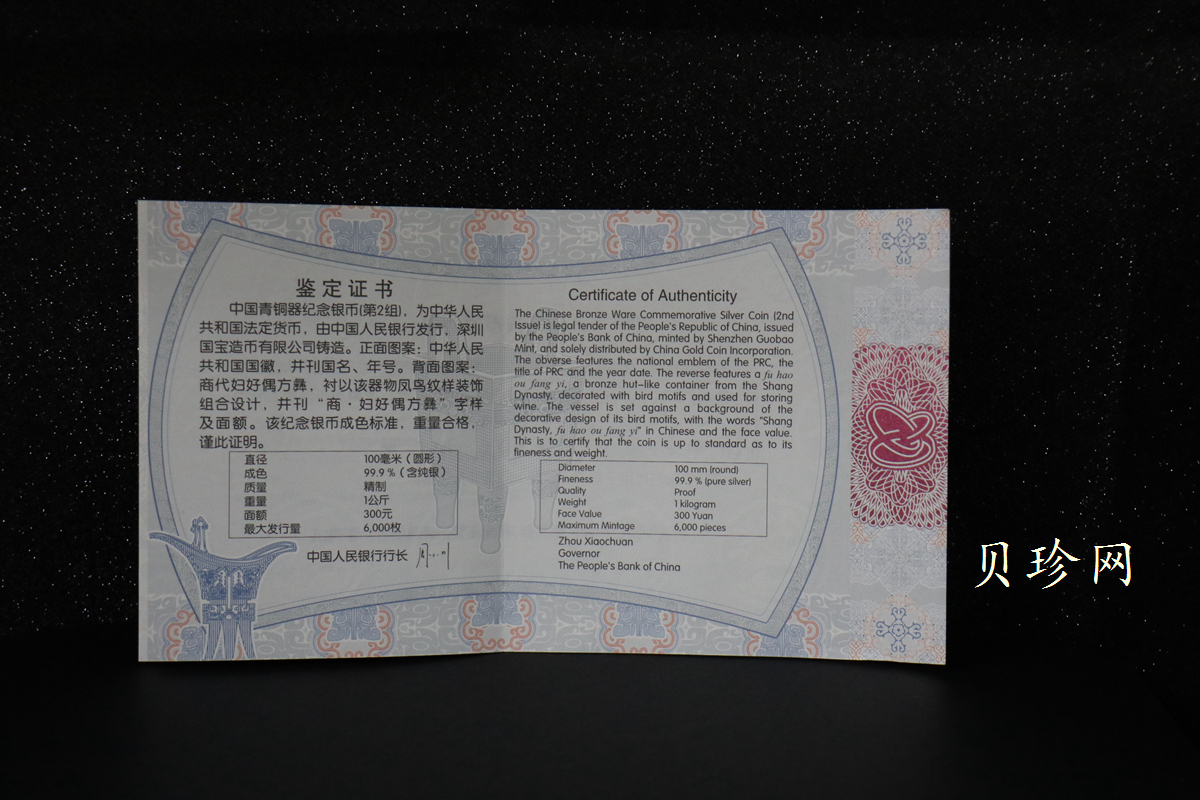 鉴定证书
中国青铜器纪念银币(第2组)，为中华人民
共和国法定货币，由中国人民银行发行，深圳
国宝造币有限公司铸造。正面图案：中华人民
共和国国徽，并刊国名、年号。背面图案：
商代妇好偶方彝，衬以该器物凤鸟纹样装饰
组合设计，并刊“商·妇好偶方彝”字样
及面额。该纪念银币成色标准，重量合格，
谨此证明。
直径 100毫米（圆形）
成色 99.9％（含纯银）
质量 精制
重量 1公斤
面额 300元
最大发行量 6,000枚
中国人民银行行长
Certificate of Authenticity
The Chinese Bronze Ware Commemorative Silver Coin (2nd
Issue) is legal tender of the People's Republic of China, issued
by the People's Bank of China, minted by Shenzhen Guobao
Mint, and solely distributed by China Gold Coin Incorporation.
The obverse features the national emblem of the PRC, the
title of PRC and the year date. The reverse features a fu hao
ou fang yi, a bronze hut-like container from the Shang
Dynasty, decorated with bird motifs and used for storing
wine. The vessel is set against a background of the
decorative design of its bird motifs, with the words "Shang
Dynasty, fu hao ou fang yi" in Chinese and the face value.
This is to certify that the coin is up to standard as to its
fineness and weight.
Diameter 100 mm (round)
Fineness 99.9 % (pure silver)
Quality Proof
Weight 1 kilogram
Face Value 300 Yuan
Maximum Mintage 6,000 pieces
Zhou Xiaochuan
Governor
The People's Bank of China
贝珍网